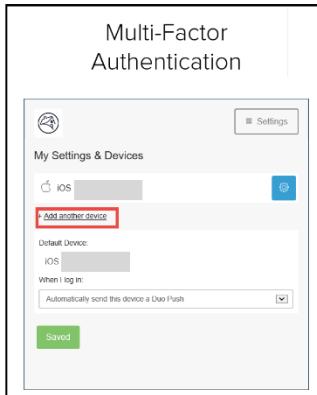 Multi-Factor
Authentication
Settings
My Settings & Devices
iOS
+ Add another device
Default Device:
iOS
When I log in:
Automatically send this device a Duo Push
Saved